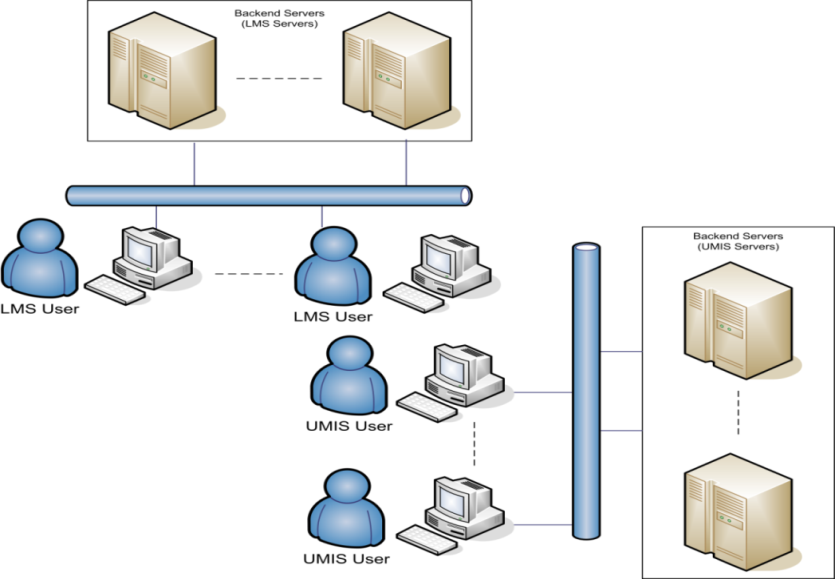 Backend Servers
(LMS Servers)
LMS User
LMS User
Backend Servers
(UMIS Servers)
UMIS User
UMIS User